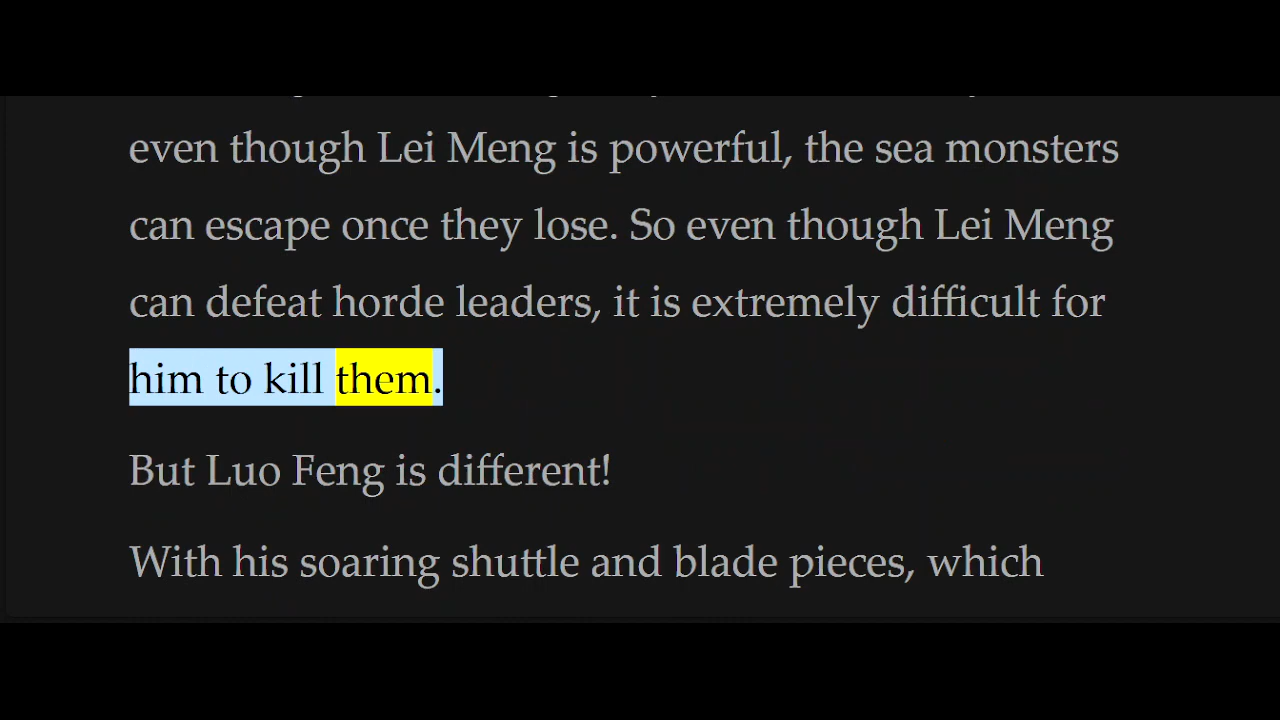 even though Lei Meng is powerful, the sea monsters
can escape once they lose. So even though Lei Meng
can defeat horde leaders, it is extremely difficult for
him to kill them.
But Luo Feng is different!
With his soaring shuttle and blade pieces, which